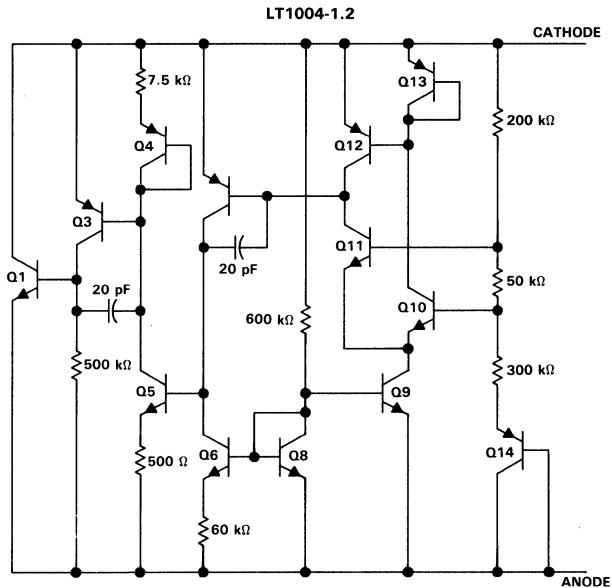 LT1004-1.2
CATHODE
7.5 kΩ
Q13
200 kΩ
Q4
Q12
Q3
Q11
20 pF
Q1
50 kΩ
20 pF
Q10
600 kΩ
500 kΩ
300 kΩ
Q5
Q9
Q6
Q8
Q14
500 Ω
60 kΩ
ANODE